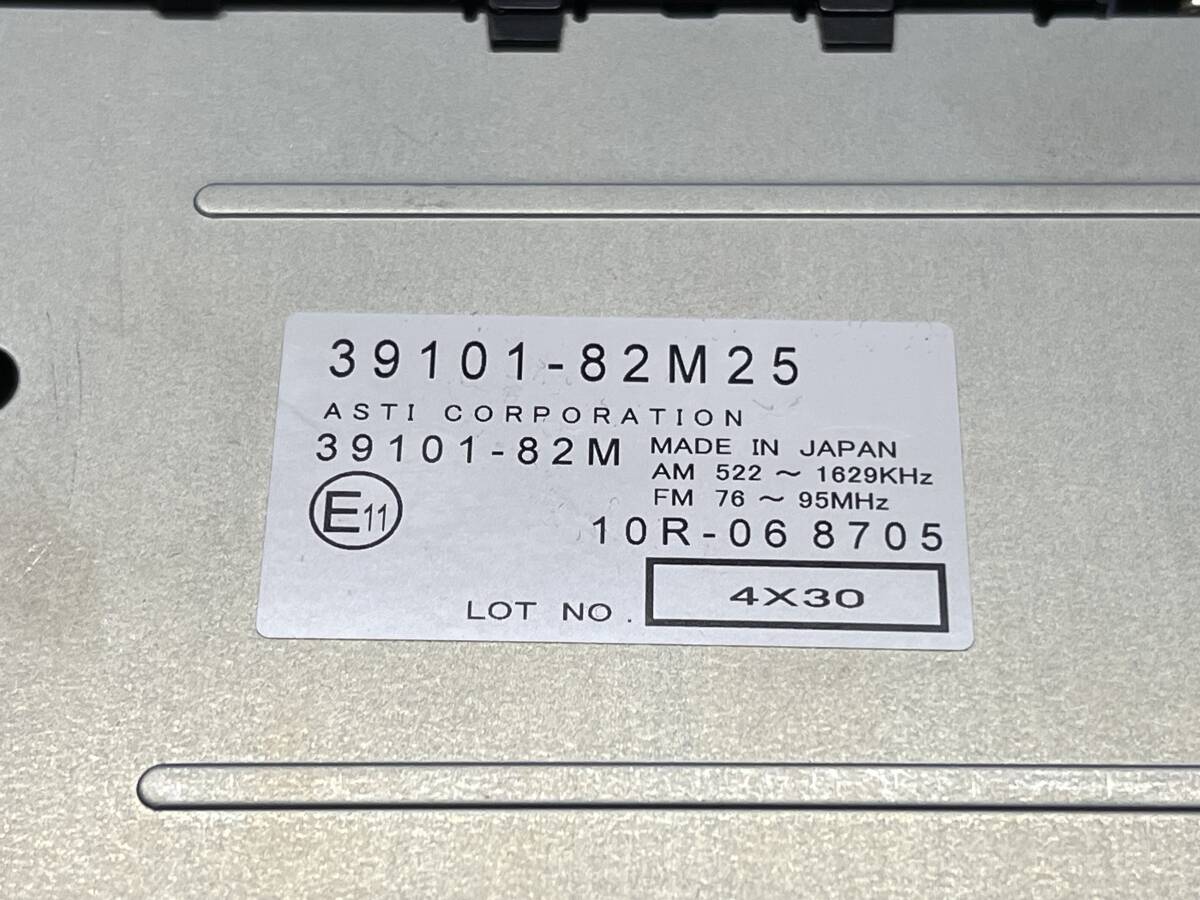 39101-82M25
ASTI CORPORATION
39101-82M
MADE IN JAPAN
AM 522 ~ 1629KHz
FM 76 ~ 95MHz
E11
10R-06 8705
LOT NO. 4X30